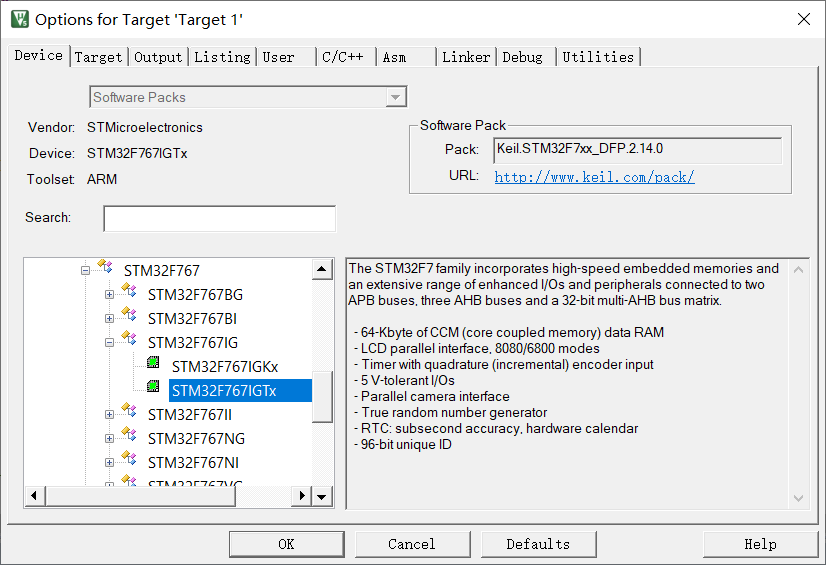 Options for Target 'Target 1'
Device Target Output Listing User C/C++ Asm Linker Debug Utilities
Software Packs
Vendor: STMicroelectronics
Device: STM32F767IGTx
Toolset: ARM
Search:
Software Pack
Pack: Keil.STM32F7xx_DFP.2.14.0
URL: http://www.keil.com/pack/
STM32F767
STM32F767BG
STM32F767BI
STM32F767IG
STM32F767IGKx
STM32F767IGTx
STM32F767II
STM32F767NG
STM32F767NI
STM32F767VG
The STM32F7 family incorporates high-speed embedded memories and
an extensive range of enhanced I/Os and peripherals connected to two
APB buses, three AHB buses and a 32-bit multi-AHB bus matrix.
- 64-Kbyte of CCM (core coupled memory) data RAM
- LCD parallel interface, 8080/6800 modes
- Timer with quadrature (incremental) encoder input
- 5 V-tolerant I/Os
- Parallel camera interface
- True random number generator
- RTC: subsecond accuracy, hardware calendar
- 96-bit unique ID
OK Cancel Defaults Help